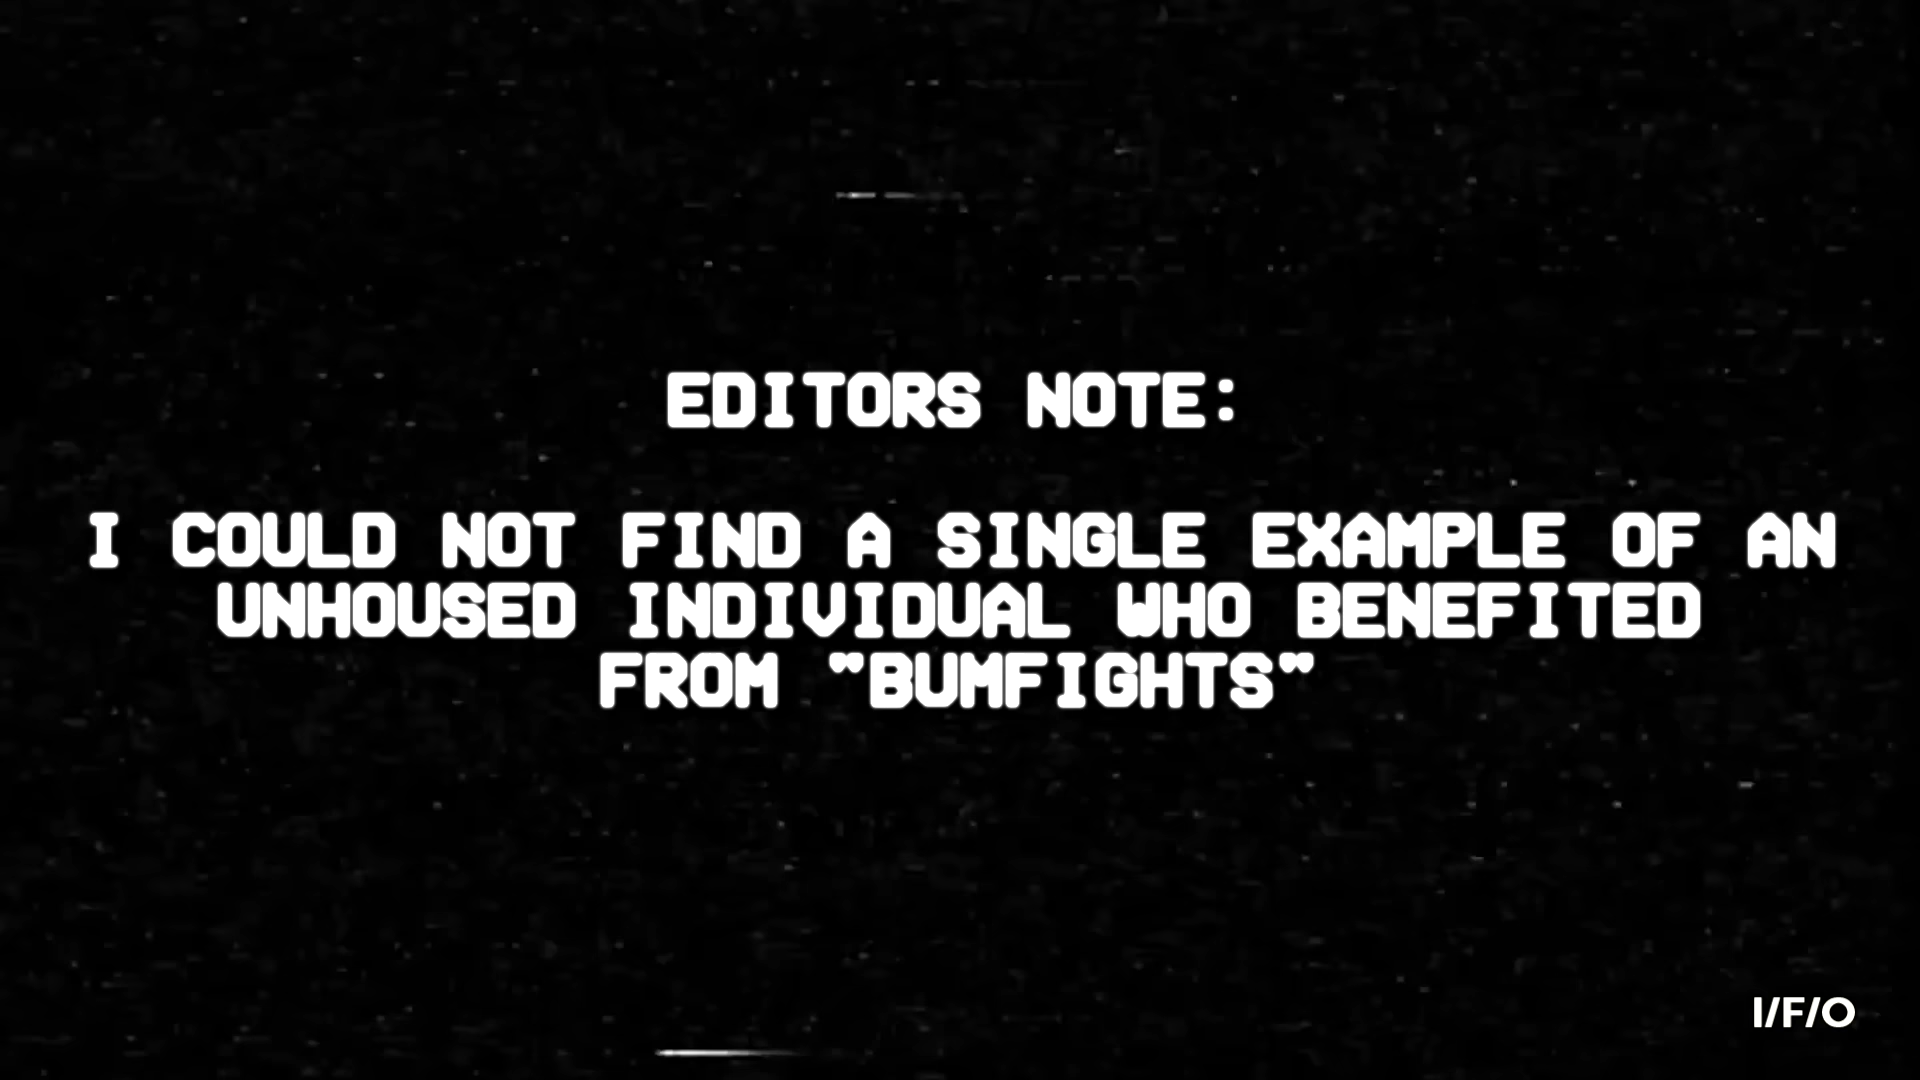 EDITORS NOTE:
I COULD NOT FIND A SINGLE EXAMPLE OF AN
UNHOUSED INDIVIDUAL WHO BENEFITED
FROM "BUMFIGHTS"
I/F/O